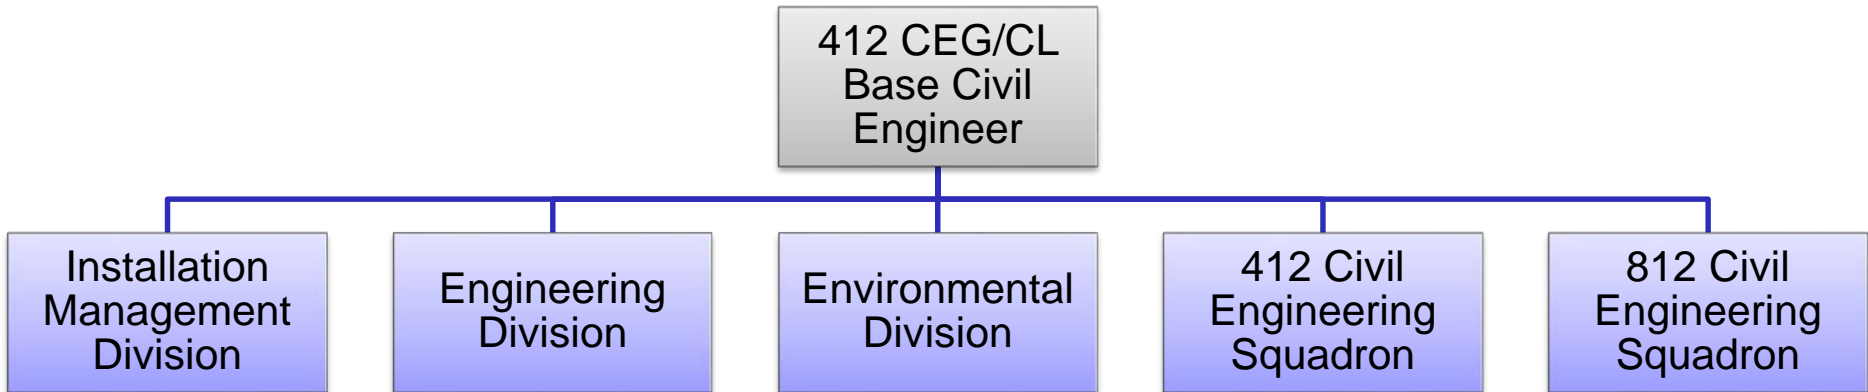 412 CEG/CL
Base Civil
Engineer
Installation
Management
Division
Engineering
Division
Environmental
Division
412 Civil
Engineering
Squadron
812 Civil
Engineering
Squadron